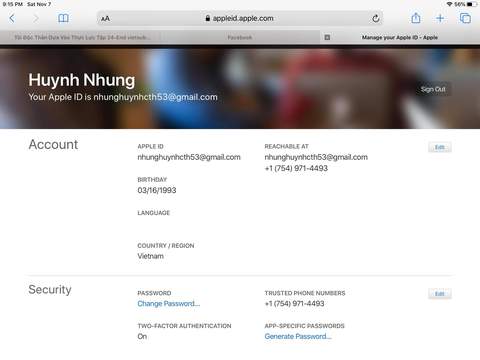 9:15 PM Sat Nov 7
56%
AA
appleid.apple.com
Tôi Độc Thân Dựa Vào Thực Lực Tập 24-End vietsub...
Facebook
Manage your Apple ID - Apple
Huynh Nhung
Your Apple ID is nhunghuynhcth53@gmail.com
Sign Out
Account
APPLE ID
nhunghuynhcth53@gmail.com
REACHABLE AT
nhunghuynhcth53@gmail.com
+1 (754) 971-4493
Edit
BIRTHDAY
03/16/1993
LANGUAGE
COUNTRY / REGION
Vietnam
Security
PASSWORD
Change Password...
TRUSTED PHONE NUMBERS
+1 (754) 971-4493
Edit
TWO-FACTOR AUTHENTICATION
On
APP-SPECIFIC PASSWORDS
Generate Password...